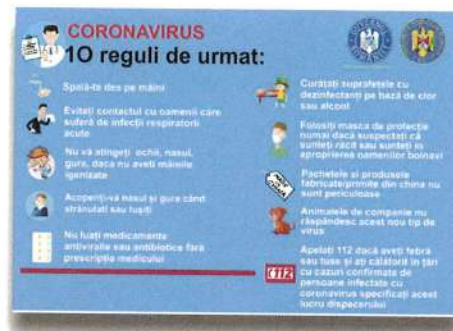 CORONAVIRUS
10 reguli de urmat:
Spală-te des pe mâini
Evitați contactul cu oamenii care
suferă de infecții respiratorii
acute
Nu vă atingeți ochii, nasul,
gura, daca nu aveți mâinile
igenizate
Acoperiți-vă nasul și gura când
strănutați sau tușiți
Nu luați medicamente
antivirale sau antibiotice fără
prescripția medicului
Curățați suprafețele cu
dezinfectanți pe bază de clor
sau alcool
Folosiți masca de protecție
numai dacă suspectați că
sunteți răcit sau sunteți în
aproprierea oamenilor bolnavi
Pachetele si produsele
fabricate/primite din china nu
sunt periculoase
Animalele de companie nu
răspândesc acest nou tip de
virus
112
Apelați 112 dacă aveți febră
sau tuse și ați călătorit în țări
cu cazuri confirmate de
persoane infectate cu
coronavirus specificați acest
lucru dispecerului